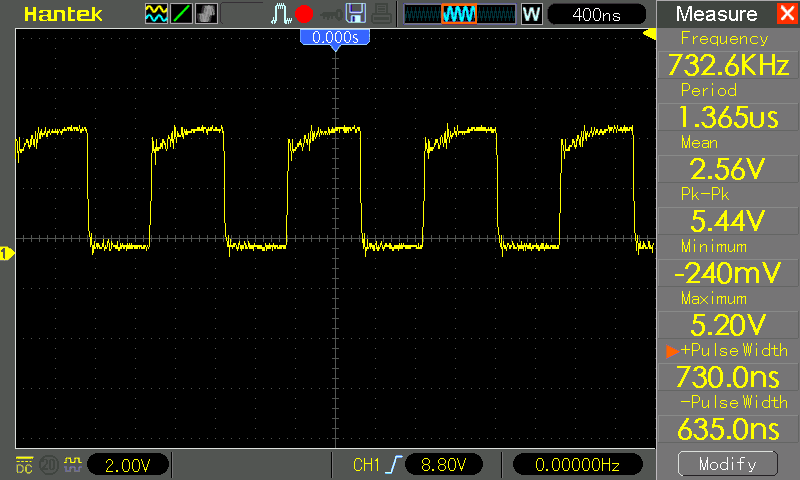 Hantek
W
400ns
Measure
0.000s
Frequency
732.6KHz
Period
1.365us
Mean
2.56V
Pk-Pk
5.44V
Minimum
-240mV
Maximum
5.20V
+Pulse Width
730.0ns
-Pulse Width
635.0ns
Modify
1
DC
20
2.00V
CH1
8.80V
0.00000Hz